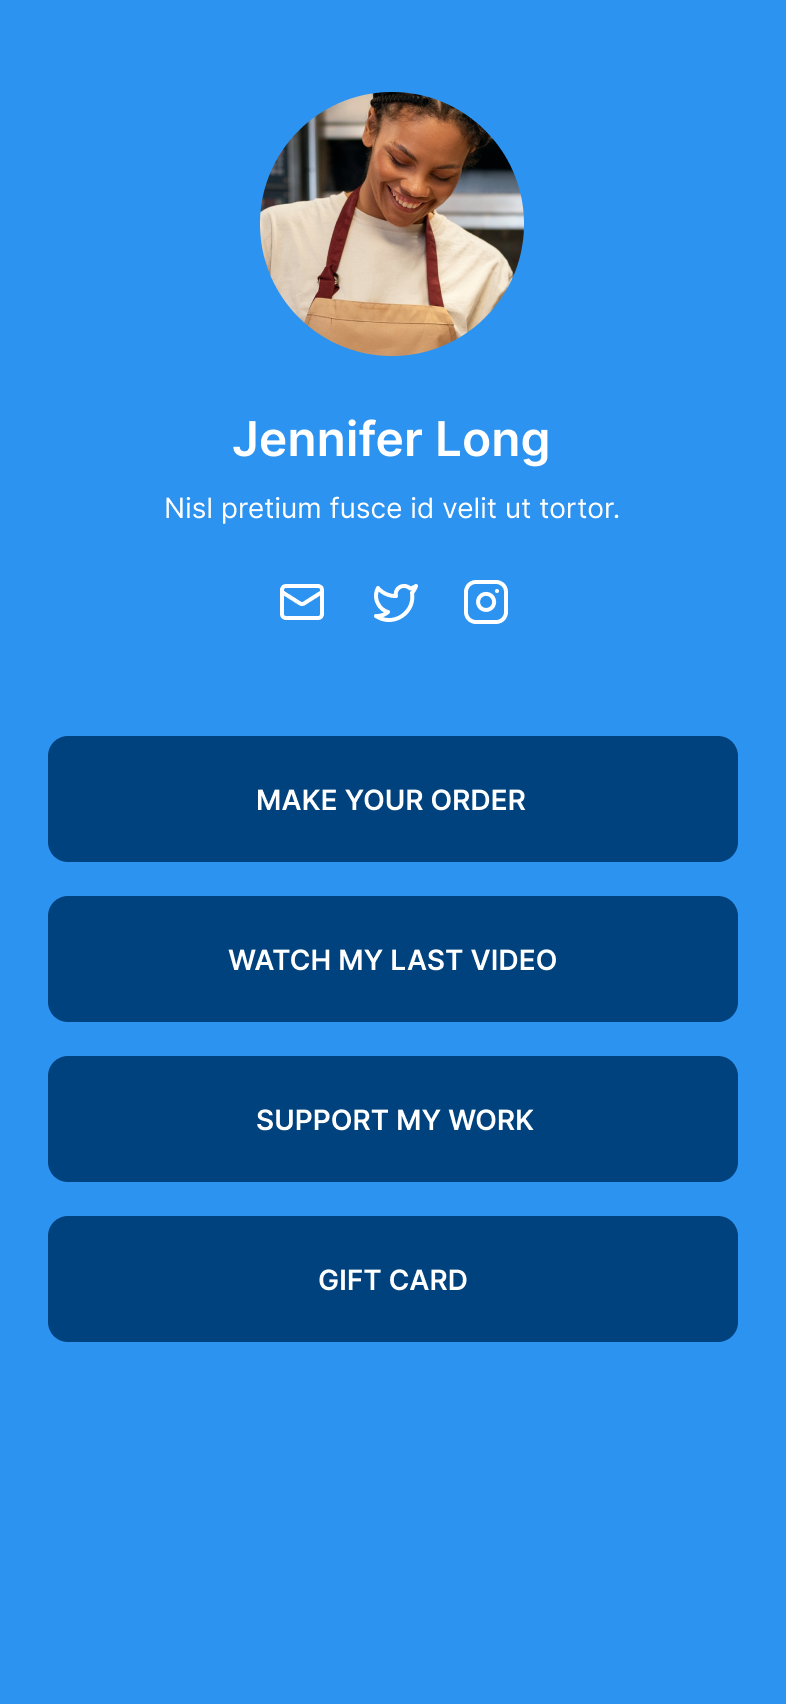 Jennifer Long
Nisl pretium fusce id velit ut tortor.
MAKE YOUR ORDER
WATCH MY LAST VIDEO
SUPPORT MY WORK
GIFT CARD